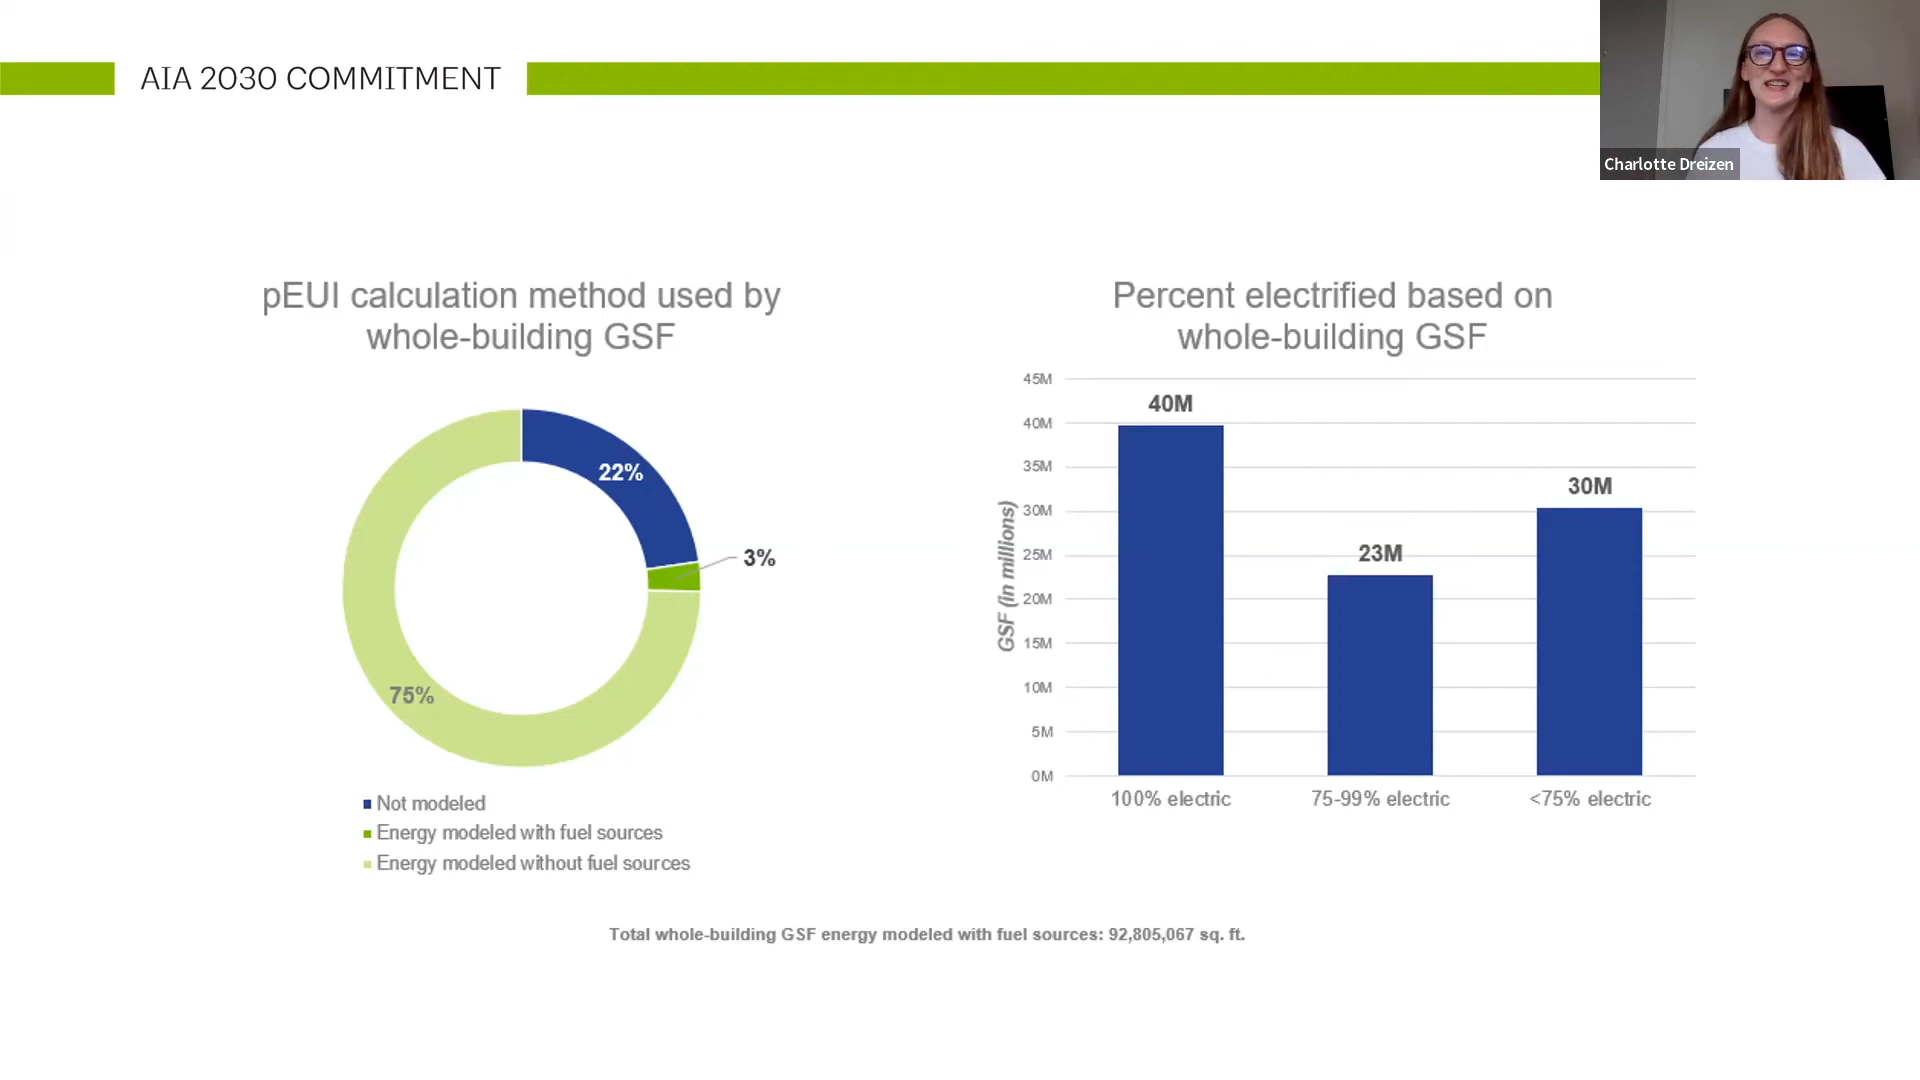 AIA 2030 COMMITMENT
Charlotte Dreizen
pEUI calculation method used by
whole-building GSF
22%
3%
75%
Not modeled
Energy modeled with fuel sources
Energy modeled without fuel sources
Percent electrified based on
whole-building GSF
GSF (in millions)
45M
40M
35M
30M
25M
20M
15M
10M
5M
0M
40M
23M
30M
100% electric
75-99% electric
<75% electric
Total whole-building GSF energy modeled with fuel sources: 92,805,067 sq. ft.